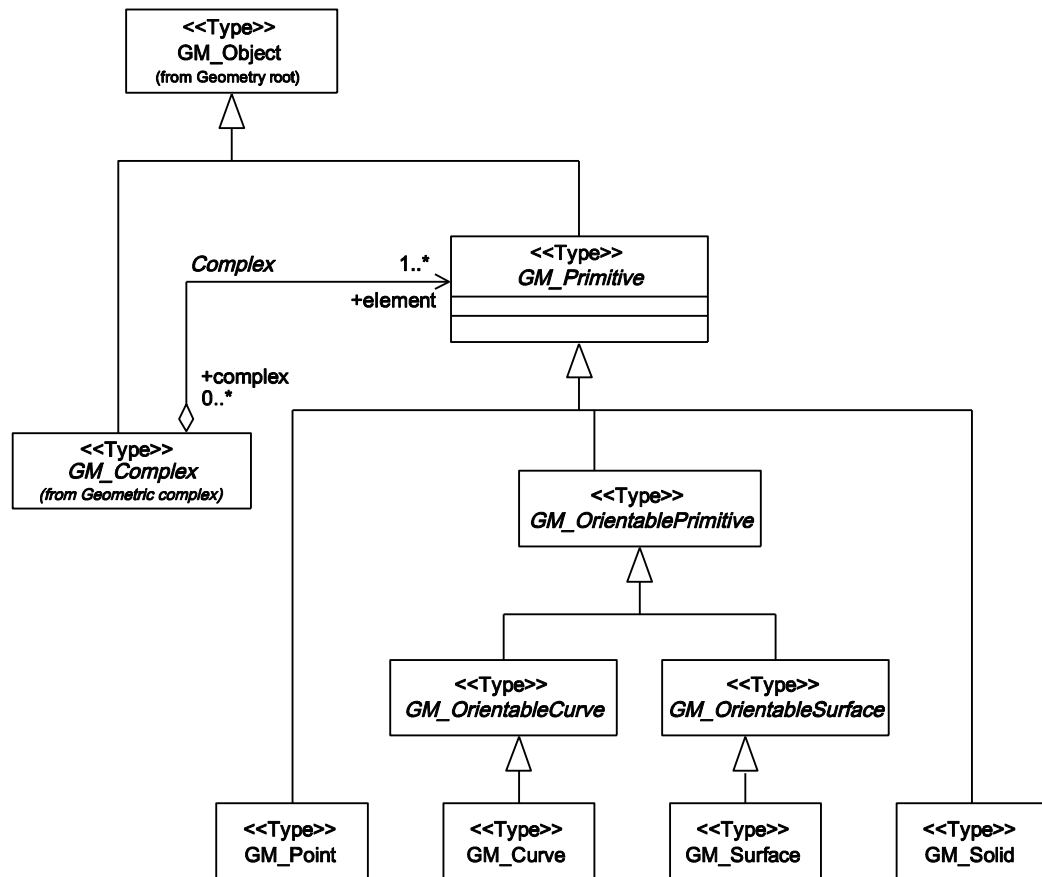 <<Type>>
GM_Object
(from Geometry root)
<<Type>>
GM_Primitive
Complex
1..*
+element
+complex
0..*
<<Type>>
GM_Complex
(from Geometric complex)
<<Type>>
GM_OrientablePrimitive
<<Type>>
GM_OrientableCurve
<<Type>>
GM_OrientableSurface
<<Type>>
GM_Point
<<Type>>
GM_Curve
<<Type>>
GM_Surface
<<Type>>
GM_Solid